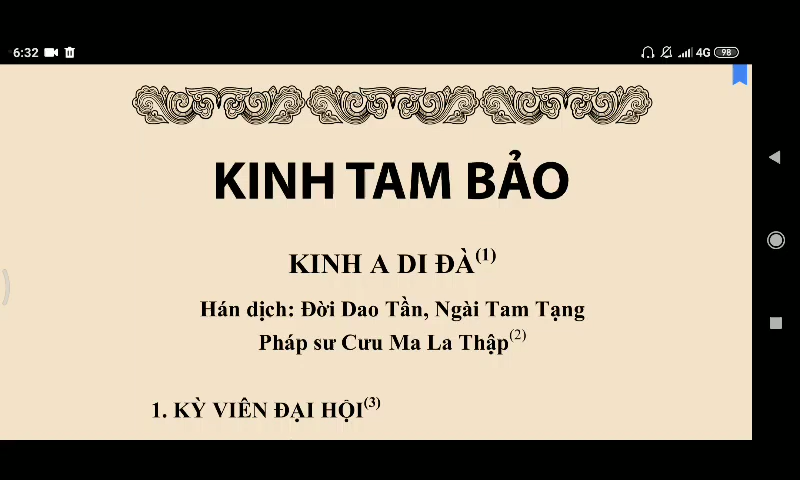 6:32
4G 98
KINH TAM BẢO
KINH A DI ĐÀ(1)
Hán dịch: Đời Dao Tần, Ngài Tam Tạng
Pháp sư Cưu Ma La Thập(2)
1. KỲ VIÊN ĐẠI HỘI(3)